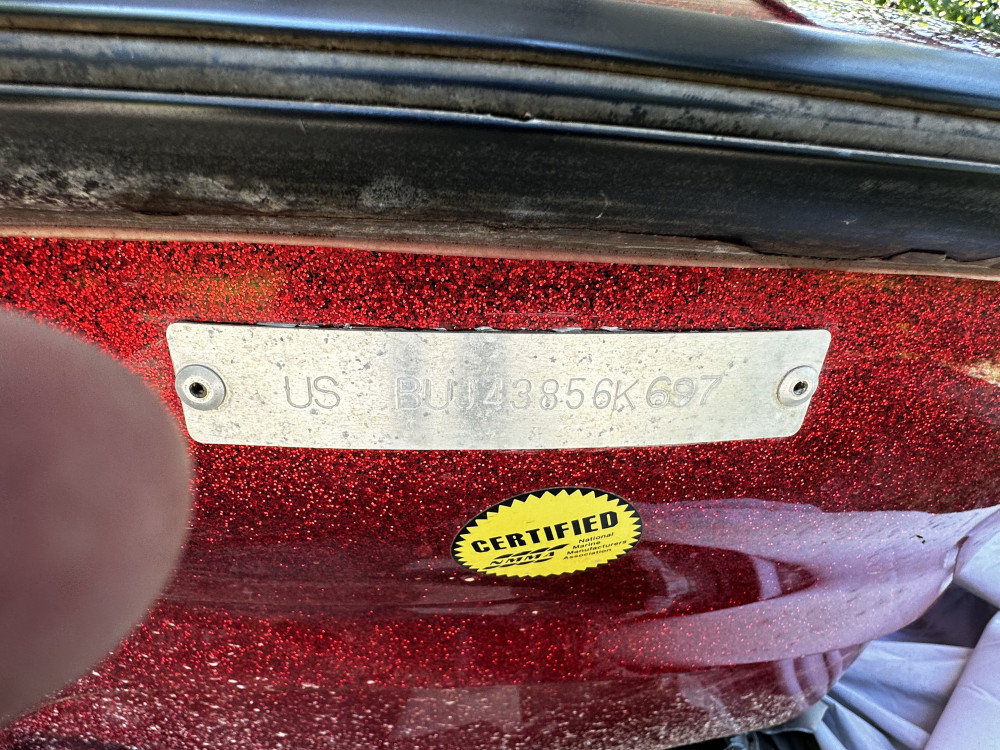 US BUJ43856K697
CERTIFIED
NMMA
National
Marine
Manufacturers
Association